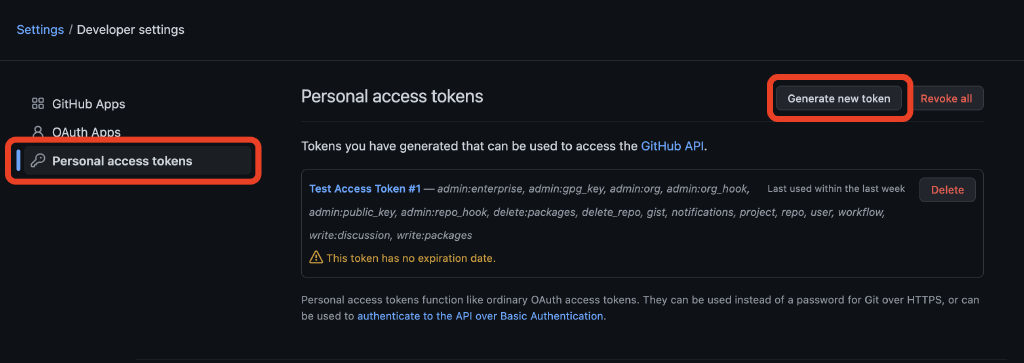 Settings / Developer settings
GitHub Apps
OAuth Apps
Personal access tokens
Personal access tokens
Generate new token
Revoke all
Tokens you have generated that can be used to access the GitHub API.
Test Access Token #1 — admin:enterprise, admin:gpg_key, admin:org, admin:org_hook,
Last used within the last week
Delete
admin:public_key, admin:repo_hook, delete:packages, delete_repo, gist, notifications, project, repo, user, workflow,
write:discussion, write:packages
This token has no expiration date.
Personal access tokens function like ordinary OAuth access tokens. They can be used instead of a password for Git over HTTPS, or can
be used to authenticate to the API over Basic Authentication.